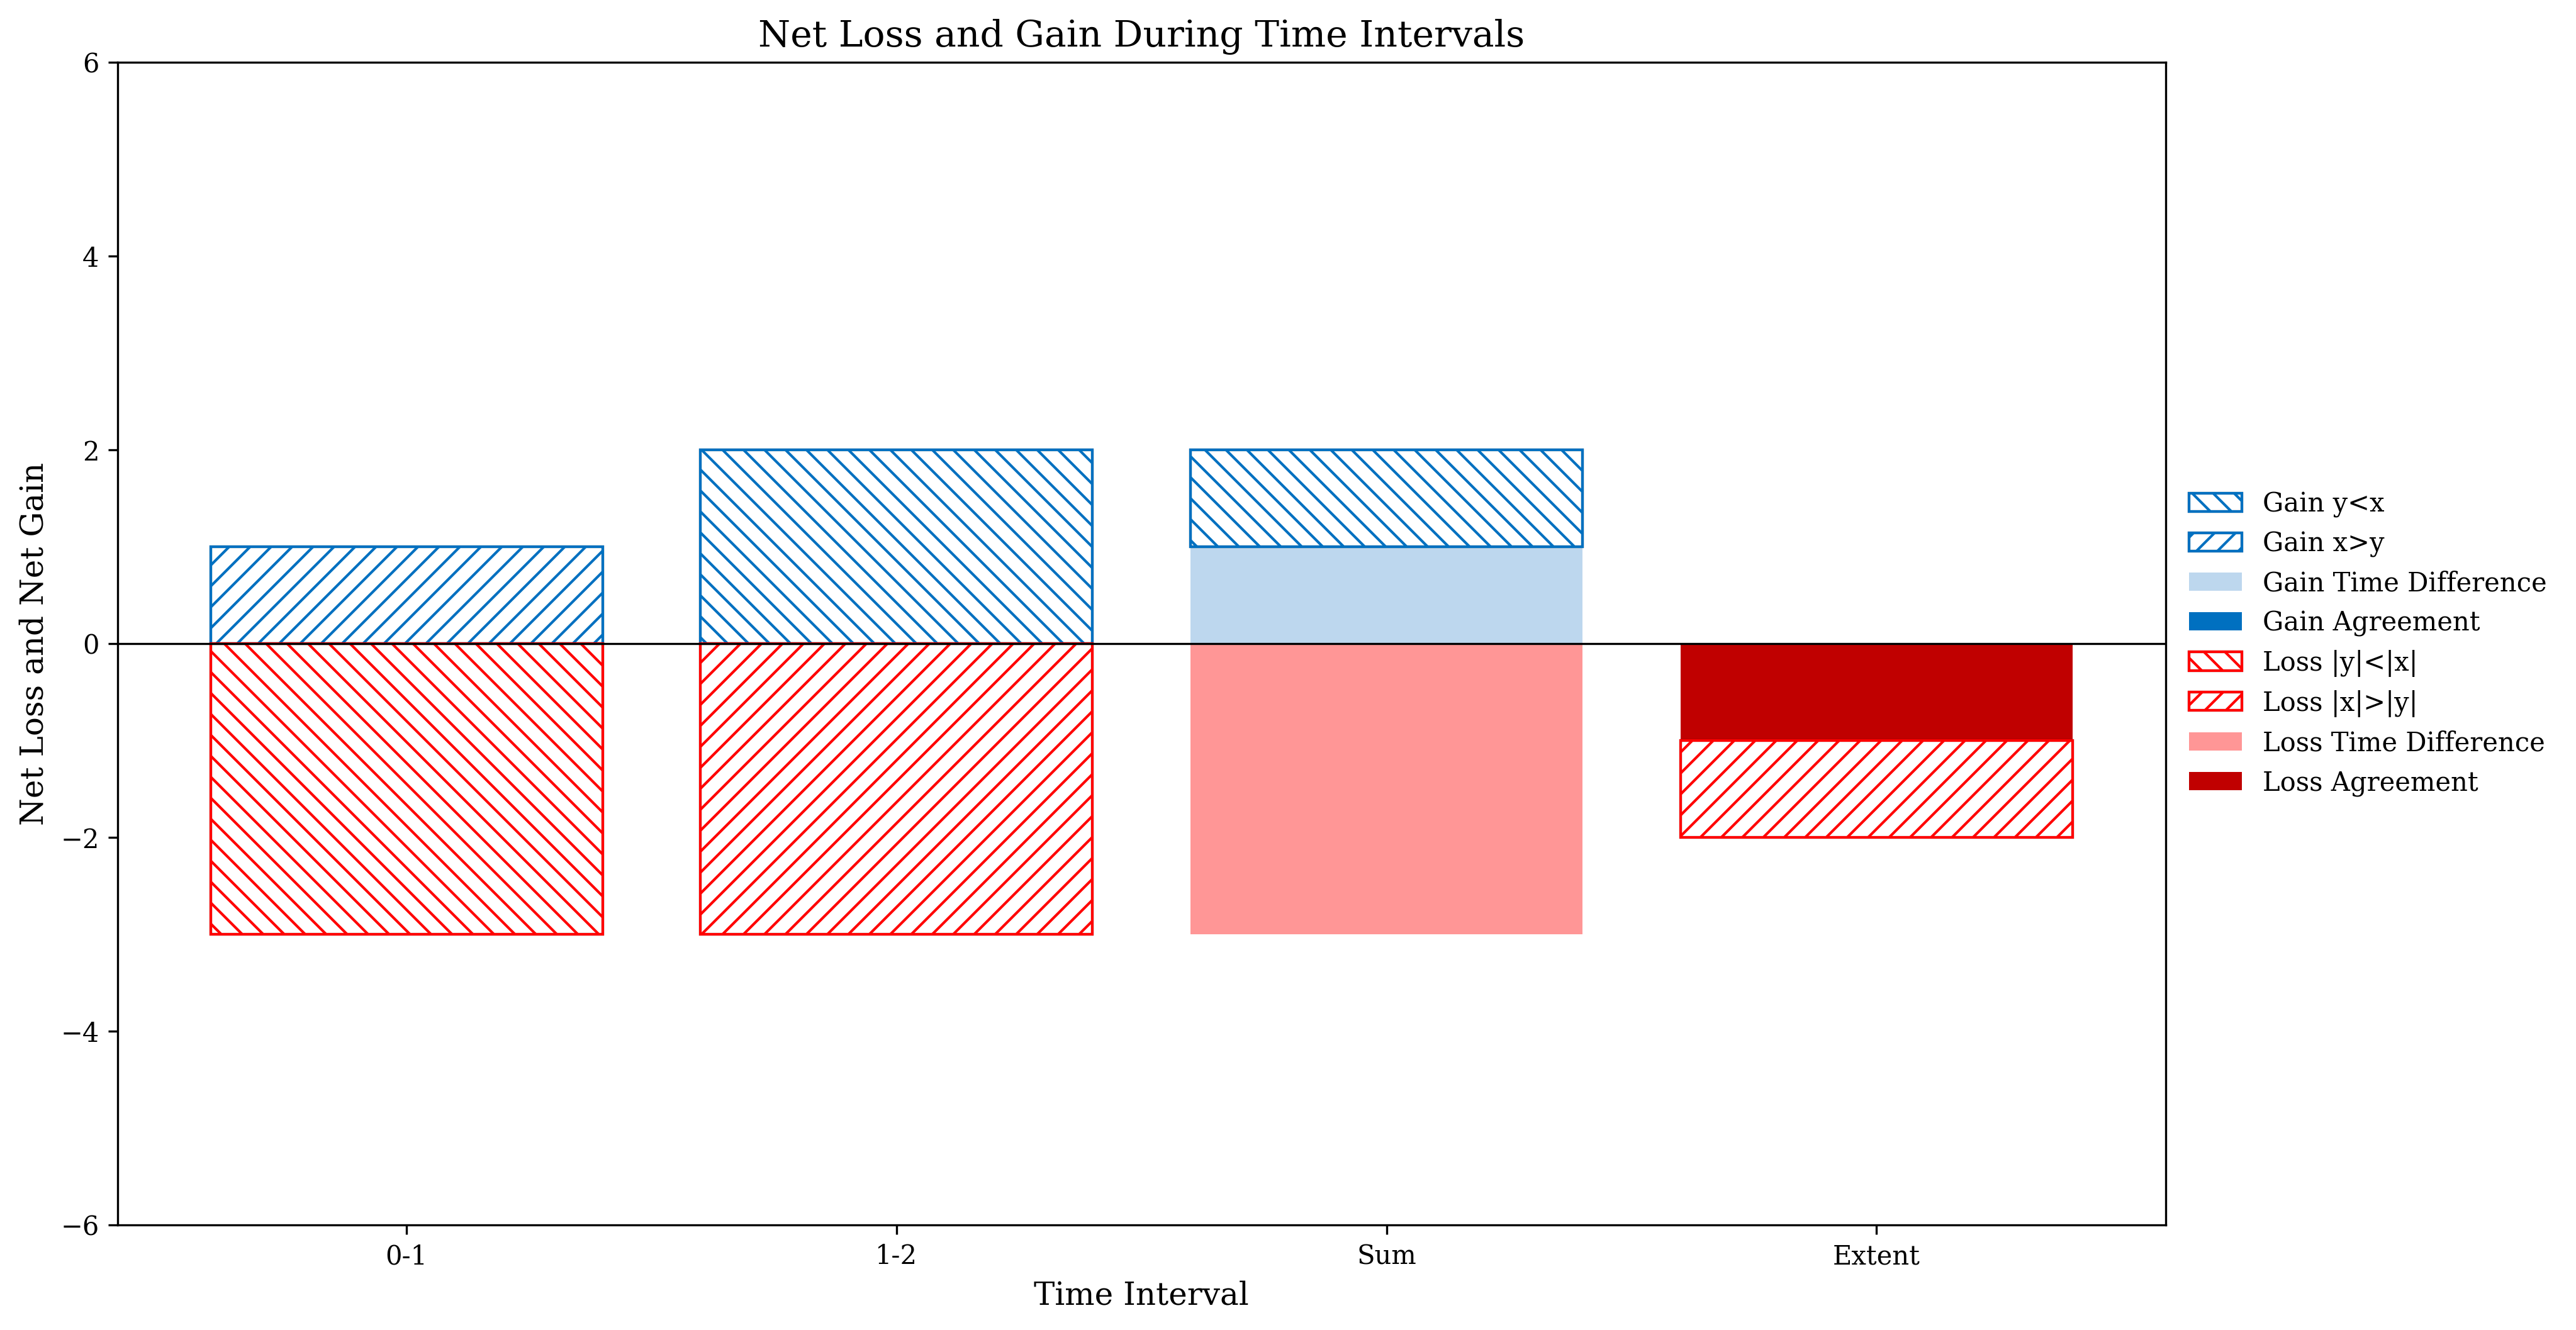 Net Loss and Gain During Time Intervals
Net Loss and Net Gain
6
4
2
0
−2
−4
−6
0-1
1-2
Sum
Extent
Time Interval
Gain y<x
Gain x>y
Gain Time Difference
Gain Agreement
Loss |y|<|x|
Loss |x|>|y|
Loss Time Difference
Loss Agreement